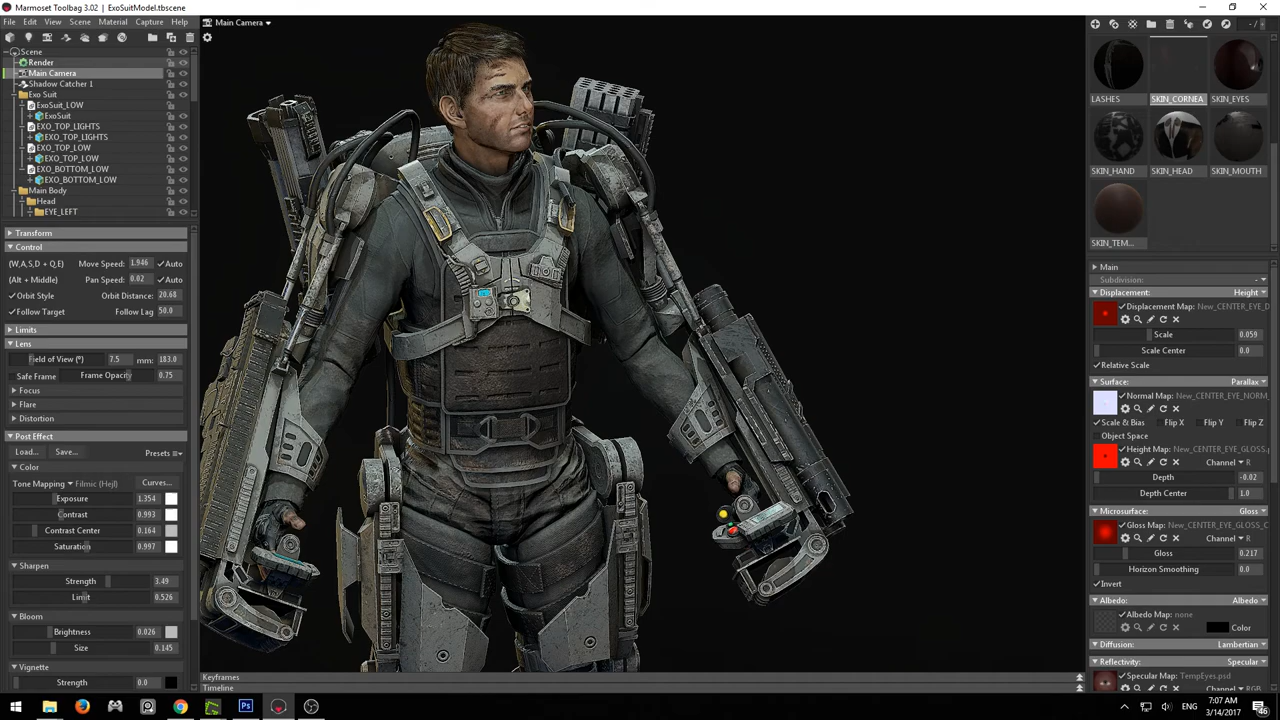 Marmoset Toolbag 3.02 | ExoSuitModel.tbscene
File Edit View Scene Material Capture Help
Main Camera
- /
Scene
Render
Main Camera
Shadow Catcher 1
Exo Suit
ExoSuit_LOW
ExoSuit
EXO_TOP_LIGHTS
EXO_TOP_LIGHTS
EXO_TOP_LOW
EXO_TOP_LOW
EXO_BOTTOM_LOW
EXO_BOTTOM_LOW
Main Body
Head
EYE_LEFT
Transform
Control
(W,A,S,D + Q,E) Move Speed: 1.946 Auto
(Alt + Middle) Pan Speed: 0.02 Auto
Orbit Style Orbit Distance: 20.68
Follow Target Follow Lag 50.0
Limits
Lens
Field of View (º) 7.5 mm: 183.0
Safe Frame Frame Opacity 0.75
Focus
Flare
Distortion
Post Effect
Load... Save... Presets
Color
Tone Mapping Filmic (Hejl) Curves...
Exposure 1.354
Contrast 0.993
Contrast Center 0.164
Saturation 0.997
Sharpen
Strength 3.49
Limit 0.526
Bloom
Brightness 0.026
Size 0.145
Vignette
Strength 0.0
Keyframes
Timeline
LASHES SKIN_CORNEA SKIN_EYES
SKIN_HAND SKIN_HEAD SKIN_MOUTH
SKIN_TEM...
Main
Subdivision: -
Displacement: Height
Displacement Map: New_CENTER_EYE_D
Scale 0.059
Scale Center 0.0
Relative Scale
Surface: Parallax
Normal Map: New_CENTER_EYE_NORM_
Scale & Bias Flip X Flip Y Flip Z
Object Space
Height Map: New_CENTER_EYE_GLOSS.
Channel R
Depth -0.02
Depth Center 1.0
Microsurface: Gloss
Gloss Map: New_CENTER_EYE_GLOSS_C
Channel R
Gloss 0.217
Horizon Smoothing 0.0
Invert
Albedo: Albedo
Albedo Map: none
Color
Diffusion: Lambertian
Reflectivity: Specular
Specular Map: TempEyes.psd
Channel RGB
Ps
ENG
7:07 AM
3/14/2017
46